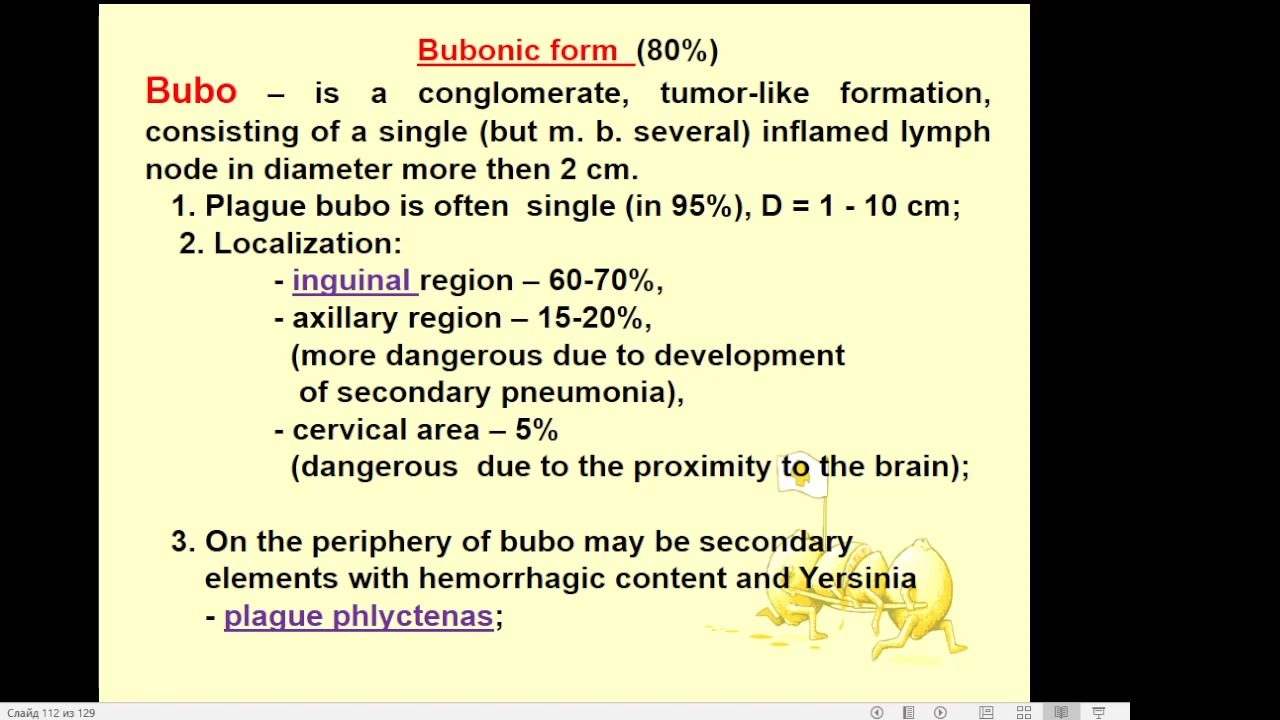 Bubonic form (80%)
Bubo – is a conglomerate, tumor-like formation,
consisting of a single (but m. b. several) inflamed lymph
node in diameter more then 2 cm.
1. Plague bubo is often single (in 95%), D = 1 - 10 cm;
2. Localization:
- inguinal region – 60-70%,
- axillary region – 15-20%,
(more dangerous due to development
of secondary pneumonia),
- cervical area – 5%
(dangerous due to the proximity to the brain);
3. On the periphery of bubo may be secondary
elements with hemorrhagic content and Yersinia
- plague phlyctenas;
Слайд 112 из 129